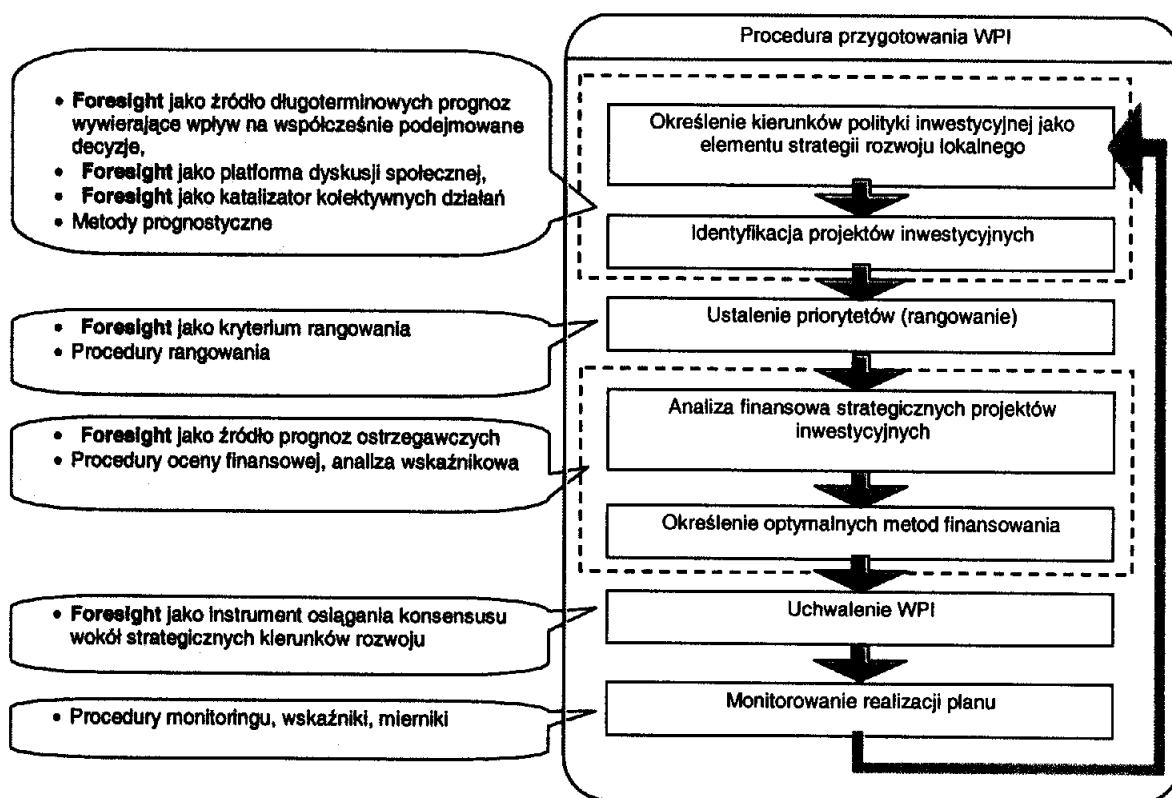 Procedura przygotowania WPI
• Foresight jako źródło długoterminowych prognoz
wywierające wpływ na współcześnie podejmowane
decyzje,
• Foresight jako platforma dyskusji społecznej,
• Foresight jako katalizator kolektywnych działań
• Metody prognostyczne
Określenie kierunków polityki inwestycyjnej jako
elementu strategii rozwoju lokalnego
Identyfikacja projektów inwestycyjnych
• Foresight jako kryterium rangowania
• Procedury rangowania
Ustalenie priorytetów (rangowanie)
• Foresight jako źródło prognoz ostrzegawczych
• Procedury oceny finansowej, analiza wskaźnikowa
Analiza finansowa strategicznych projektów
inwestycyjnych
Określenie optymalnych metod finansowania
• Foresight jako instrument osiągania konsensusu
wokół strategicznych kierunków rozwoju
Uchwalenie WPI
• Procedury monitoringu, wskaźniki, mierniki
Monitorowanie realizacji planu